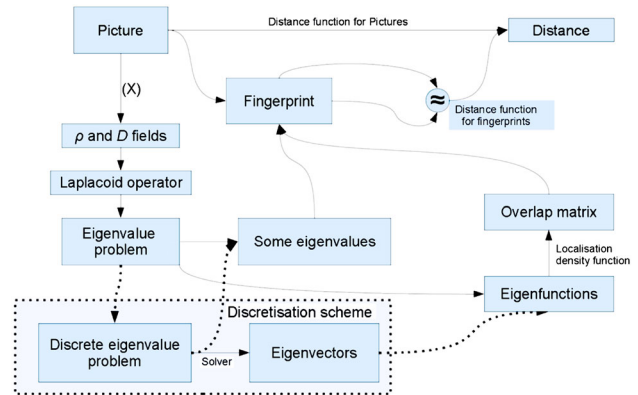 Picture
Distance function for Pictures
Distance
(X)
Fingerprint
≈
Distance function
for fingerprints
ρ and D fields
Laplacoid operator
Eigenvalue
problem
Some eigenvalues
Overlap matrix
Localisation
density function
Eigenfunctions
Discretisation scheme
Discrete eigenvalue
problem
Solver
Eigenvectors